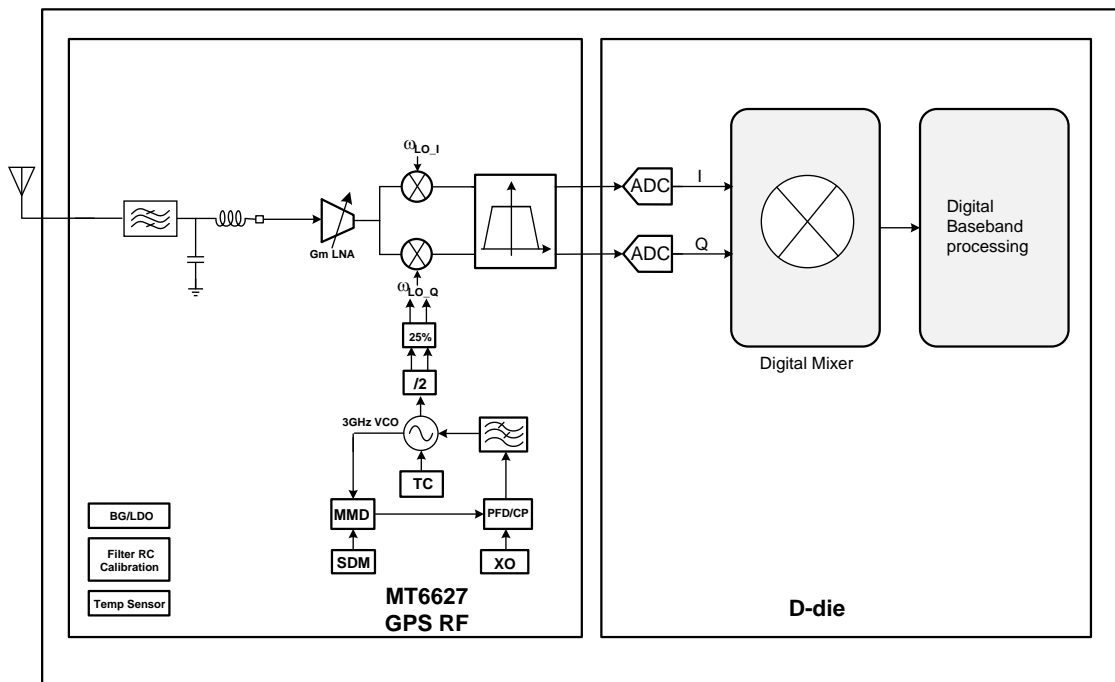 ωLO_I
Gm LNA
ωLO_Q
25%
/2
3GHz VCO
TC
MMD
PFD/CP
SDM
XO
BG/LDO
Filter RC
Calibration
Temp Sensor
MT6627
GPS RF
ADC
I
ADC
Q
Digital Mixer
Digital
Baseband
processing
D-die